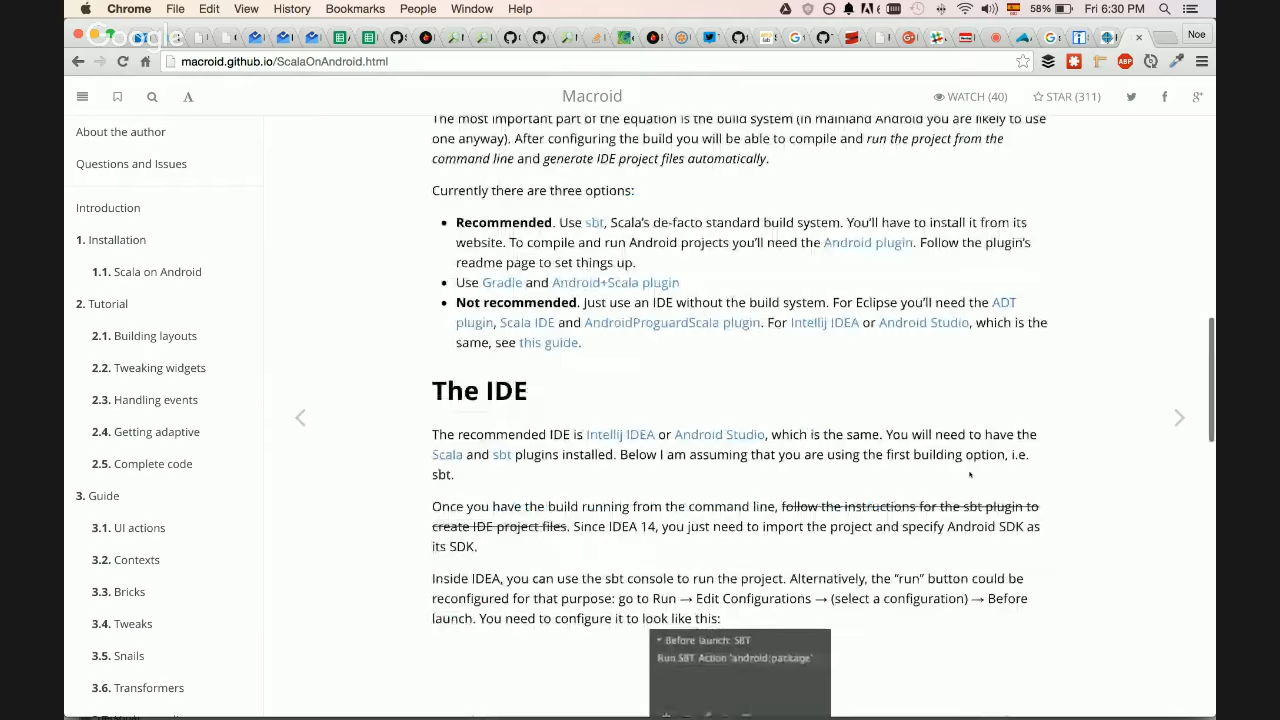 Chrome File Edit View History Bookmarks People Window Help 58% Fri 6:30 PM
Google
Noe
macroid.github.io/ScalaOnAndroid.html
ABP
Macroid
WATCH (40) STAR (311)
About the author
Questions and Issues
Introduction
1. Installation
1.1. Scala on Android
2. Tutorial
2.1. Building layouts
2.2. Tweaking widgets
2.3. Handling events
2.4. Getting adaptive
2.5. Complete code
3. Guide
3.1. UI actions
3.2. Contexts
3.3. Bricks
3.4. Tweaks
3.5. Snails
3.6. Transformers
The most important part of the equation is the build system (in mainland Android you are likely to use
one anyway). After configuring the build you will be able to compile and run the project from the
command line and generate IDE project files automatically.
Currently there are three options:
• Recommended. Use sbt, Scala's de-facto standard build system. You'll have to install it from its
website. To compile and run Android projects you'll need the Android plugin. Follow the plugin's
readme page to set things up.
• Use Gradle and Android+Scala plugin
• Not recommended. Just use an IDE without the build system. For Eclipse you'll need the ADT
plugin, Scala IDE and AndroidProguardScala plugin. For Intellij IDEA or Android Studio, which is the
same, see this guide.
The IDE
The recommended IDE is Intellij IDEA or Android Studio, which is the same. You will need to have the
Scala and sbt plugins installed. Below I am assuming that you are using the first building option, i.e.
sbt.
Once you have the build running from the command line, follow the instructions for the sbt plugin to
create IDE project files. Since IDEA 14, you just need to import the project and specify Android SDK as
its SDK.
Inside IDEA, you can use the sbt console to run the project. Alternatively, the "run" button could be
reconfigured for that purpose: go to Run → Edit Configurations → (select a configuration) → Before
launch. You need to configure it to look like this:
Before launch: SBT
Run SBT Action 'android:package'